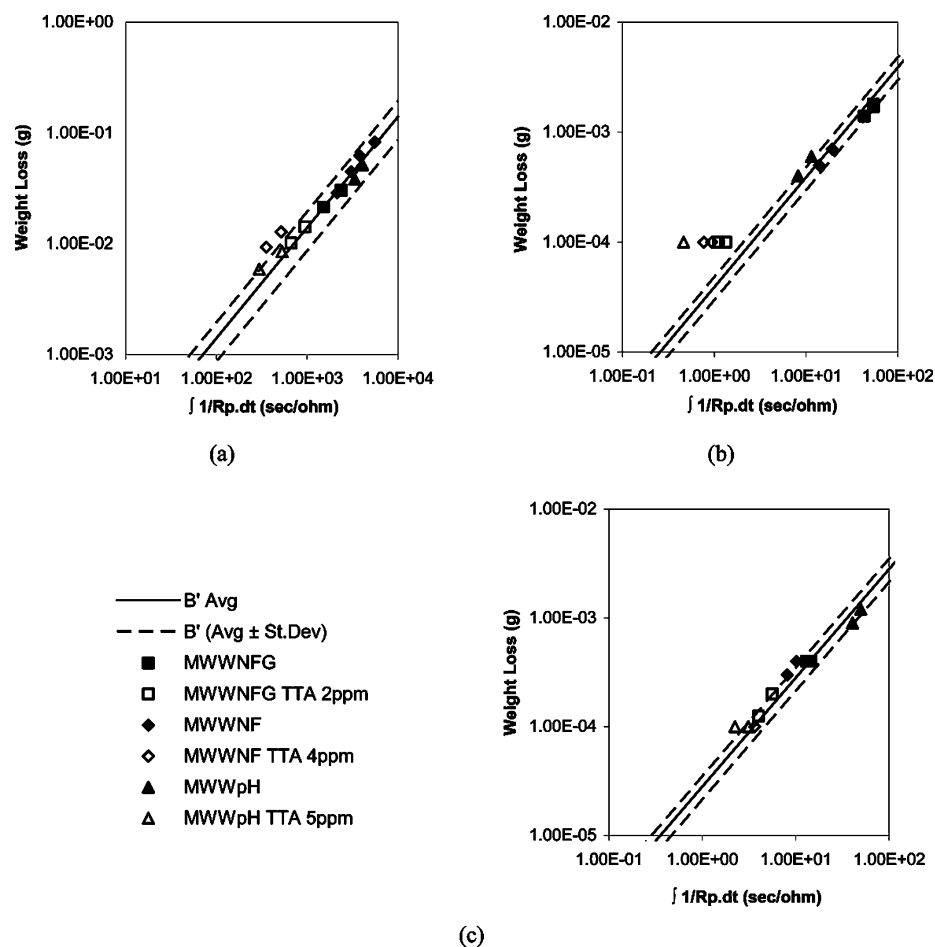 1.00E+00
1.00E-01
1.00E-02
1.00E-03
Weight Loss (g)
1.00E+01 1.00E+02 1.00E+03 1.00E+04
∫ 1/Rp.dt (sec/ohm)
(a)
1.00E-02
1.00E-03
1.00E-04
1.00E-05
Weight Loss (g)
1.00E-01 1.00E+00 1.00E+01 1.00E+02
∫ 1/Rp.dt (sec/ohm)
(b)
B' Avg
B' (Avg ± St.Dev)
MWWNFG
MWWNFG TTA 2ppm
MWWNF
MWWNF TTA 4ppm
MWWpH
MWWpH TTA 5ppm
1.00E-02
1.00E-03
1.00E-04
1.00E-05
Weight Loss (g)
1.00E-01 1.00E+00 1.00E+01 1.00E+02
∫ 1/Rp.dt (sec/ohm)
(c)